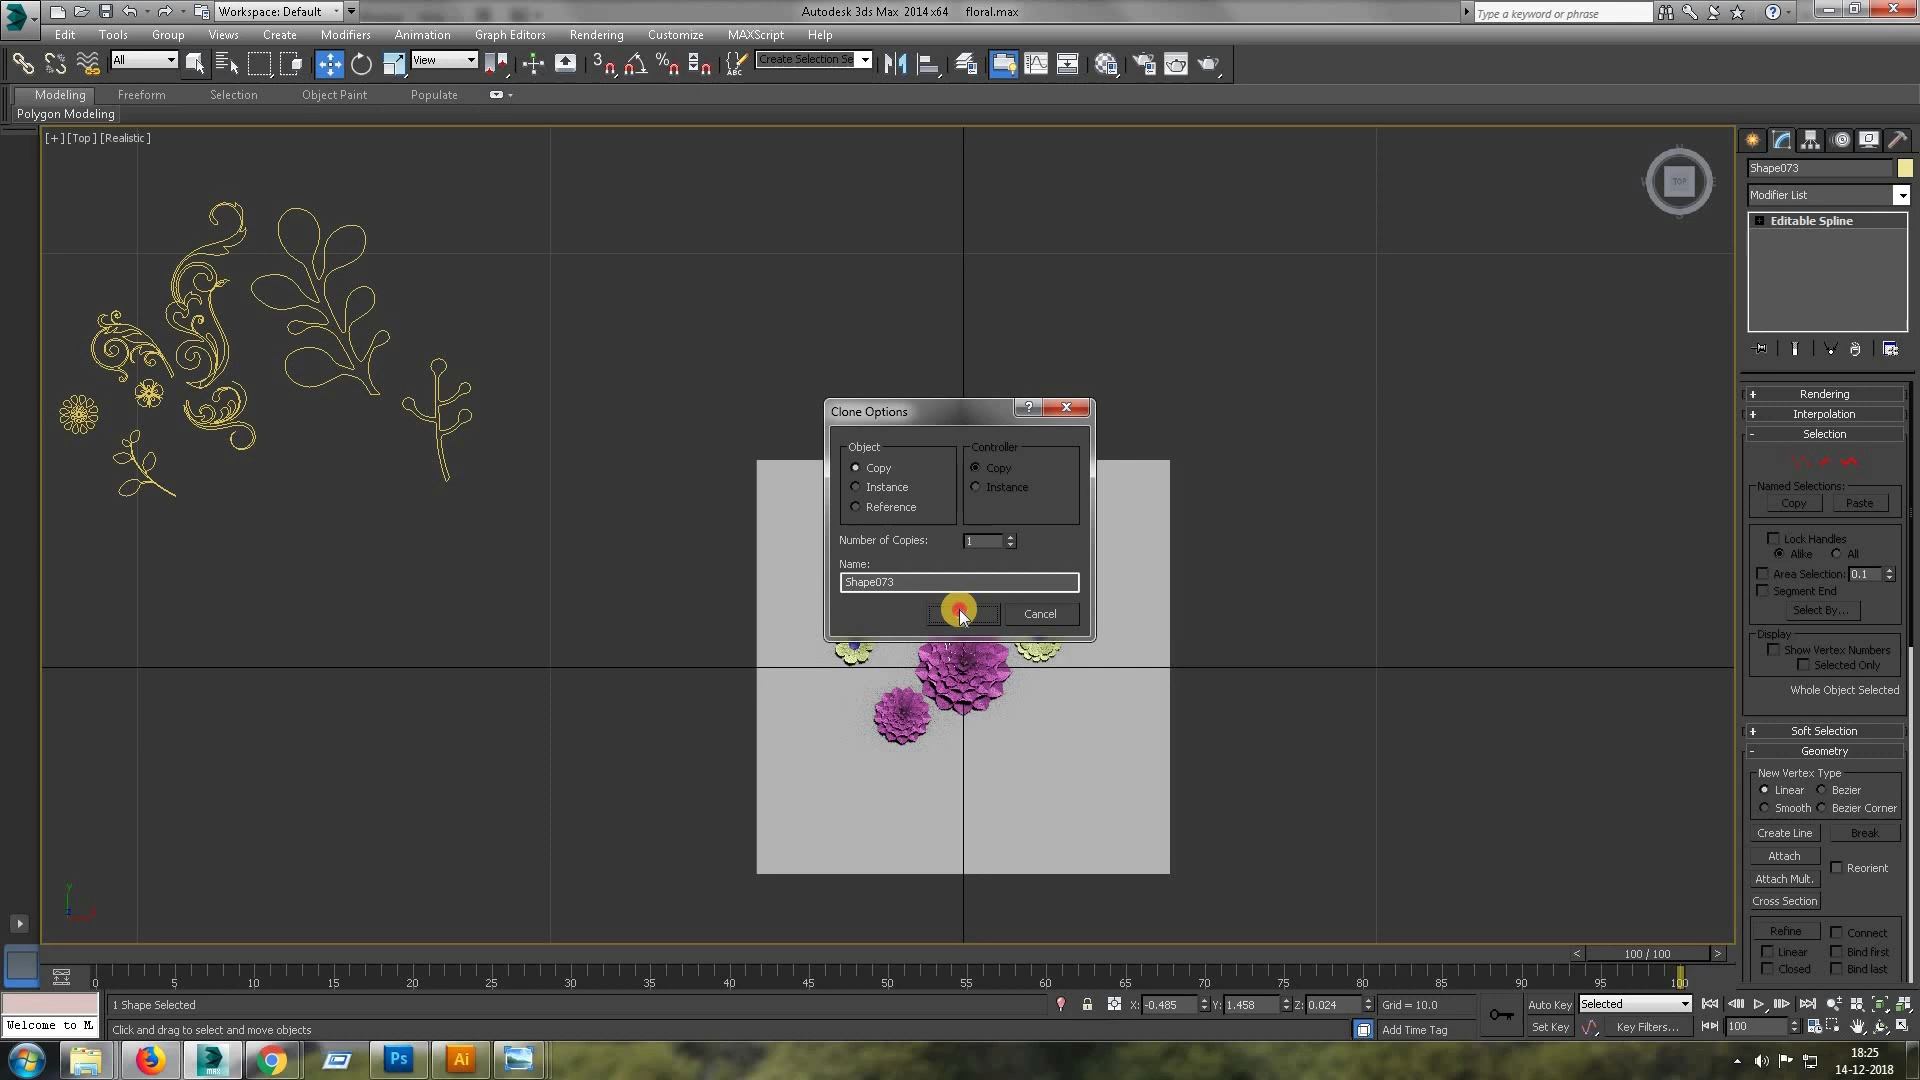 Workspace: Default
Autodesk 3ds Max 2014 x64 floral.max
Type a keyword or phrase
Edit Tools Group Views Create Modifiers Animation Graph Editors Rendering Customize MAXScript Help
All
View
Create Selection Se
Modeling Freeform Selection Object Paint Populate
Polygon Modeling
[+] [Top] [Realistic]
TOP
Shape073
Modifier List
Editable Spline
Rendering
Interpolation
Selection
Named Selections:
Copy Paste
Lock Handles
Alike All
Area Selection: 0.1
Segment End
Select By...
Display
Show Vertex Numbers
Selected Only
Whole Object Selected
Soft Selection
Geometry
New Vertex Type
Linear Bezier
Smooth Bezier Corner
Create Line Break
Attach
Reorient
Attach Mult.
Cross Section
Refine Connect
Linear Bind first
Closed Bind last
Clone Options
Object
Copy
Instance
Reference
Controller
Copy
Instance
Number of Copies: 1
Name:
Shape073
Cancel
< 100 / 100 >
0 5 10 15 20 25 30 35 40 45 50 55 60 65 70 75 80 85 90 95 100
1 Shape Selected
X: -0.485 Y: 1.458 Z: 0.024 Grid = 10.0
Auto Key Selected
Welcome to M
Click and drag to select and move objects
Add Time Tag
Set Key Key Filters... 100
MAX
Ps
Ai
18:25
14-12-2018